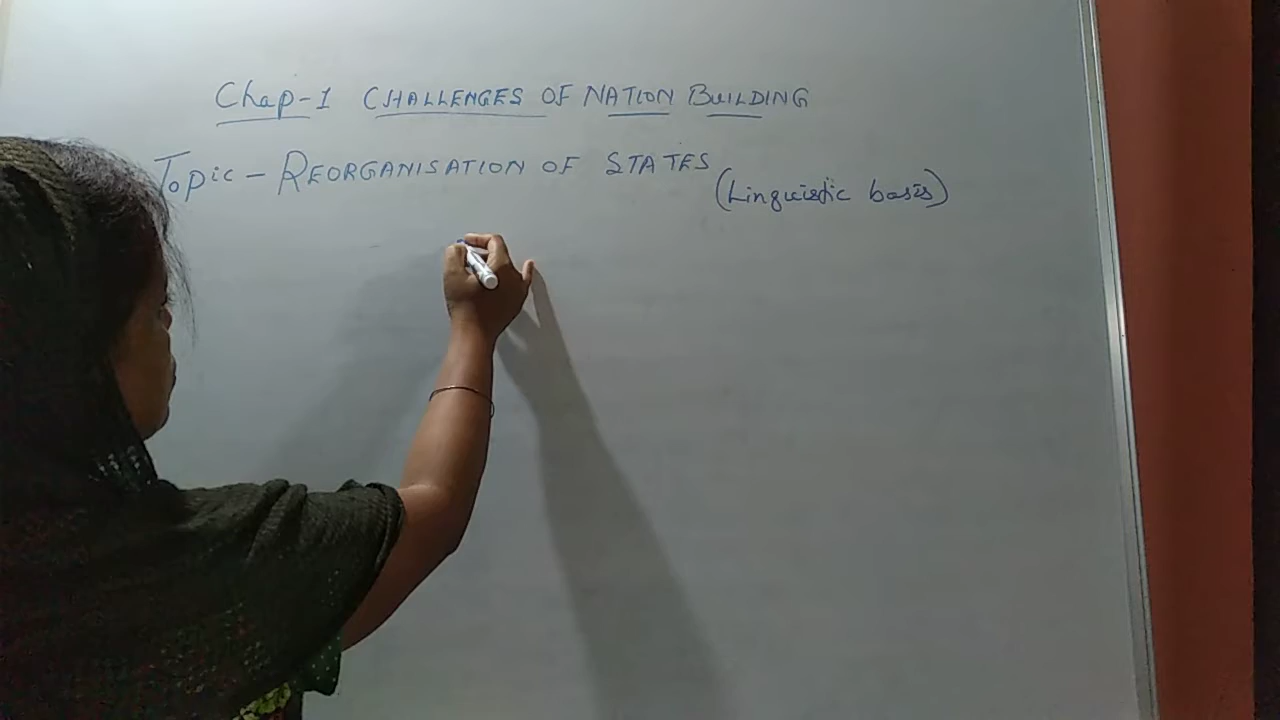 Chap-1 CHALLENGES OF NATION BUILDING
Topic - REORGANISATION OF STATES
(Linguistic basis)